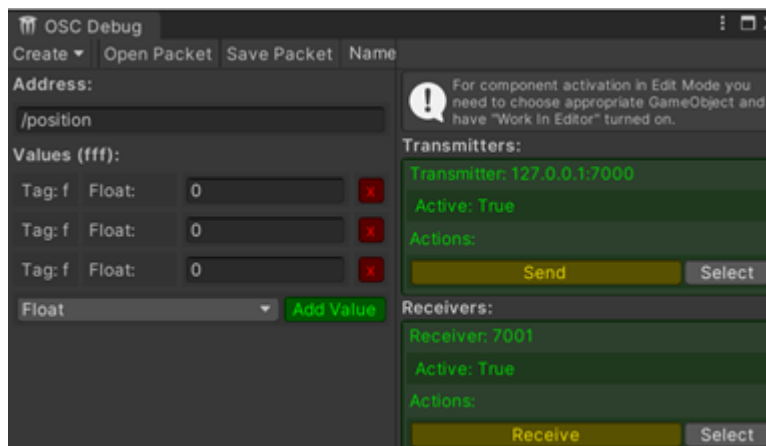 OSC Debug
Create Open Packet Save Packet Name
Address:
/position
Values (fff):
Tag: f Float: 0 x
Tag: f Float: 0 x
Tag: f Float: 0 x
Float Add Value
For component activation in Edit Mode you
need to choose appropriate GameObject and
have "Work In Editor" turned on.
Transmitters:
Transmitter: 127.0.0.1:7000
Active: True
Actions:
Send Select
Receivers:
Receiver: 7001
Active: True
Actions:
Receive Select